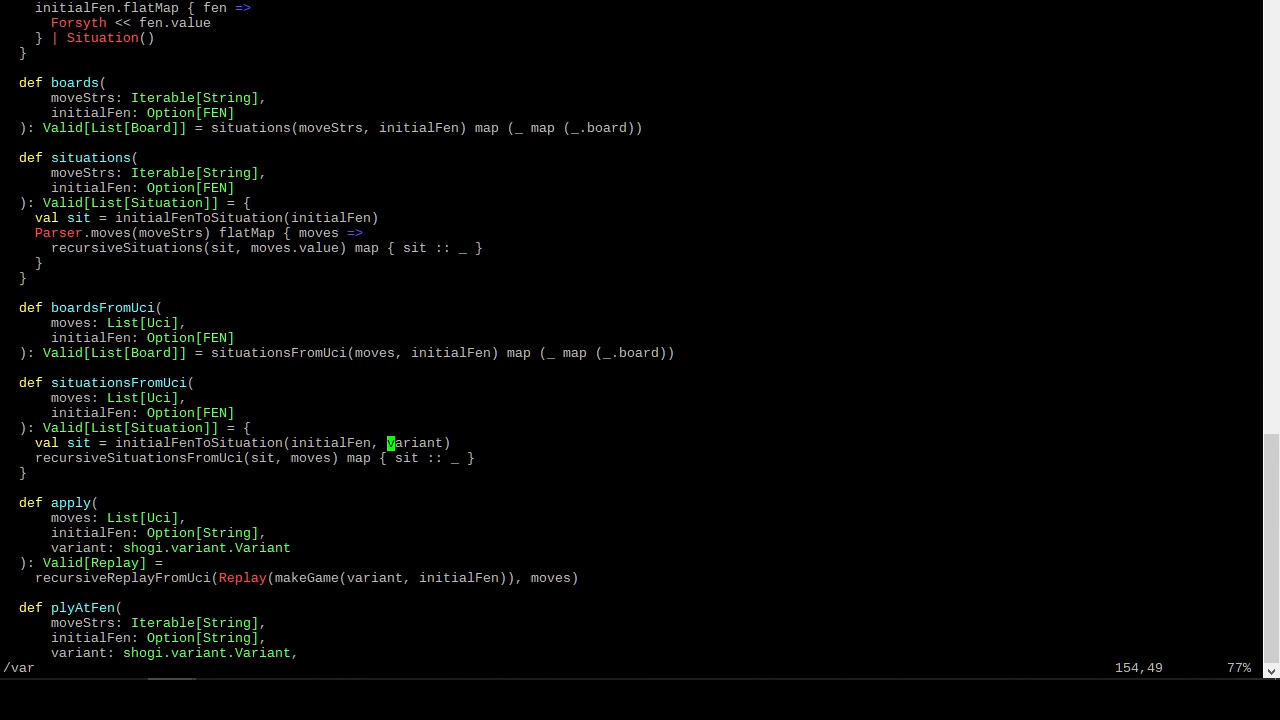 initialFen.flatMap { fen =>
      Forsyth << fen.value
    } | Situation()
  }
  def boards(
      moveStrs: Iterable[String],
      initialFen: Option[FEN]
  ): Valid[List[Board]] = situations(moveStrs, initialFen) map (_ map (_.board))
  def situations(
      moveStrs: Iterable[String],
      initialFen: Option[FEN]
  ): Valid[List[Situation]] = {
    val sit = initialFenToSituation(initialFen)
    Parser.moves(moveStrs) flatMap { moves =>
      recursiveSituations(sit, moves.value) map { sit :: _ }
    }
  }
  def boardsFromUci(
      moves: List[Uci],
      initialFen: Option[FEN]
  ): Valid[List[Board]] = situationsFromUci(moves, initialFen) map (_ map (_.board))
  def situationsFromUci(
      moves: List[Uci],
      initialFen: Option[FEN]
  ): Valid[List[Situation]] = {
    val sit = initialFenToSituation(initialFen, variant)
    recursiveSituationsFromUci(sit, moves) map { sit :: _ }
  }
  def apply(
      moves: List[Uci],
      initialFen: Option[String],
      variant: shogi.variant.Variant
  ): Valid[Replay] =
    recursiveReplayFromUci(Replay(makeGame(variant, initialFen)), moves)
  def plyAtFen(
      moveStrs: Iterable[String],
      initialFen: Option[String],
      variant: shogi.variant.Variant,
/var 154,49 77%